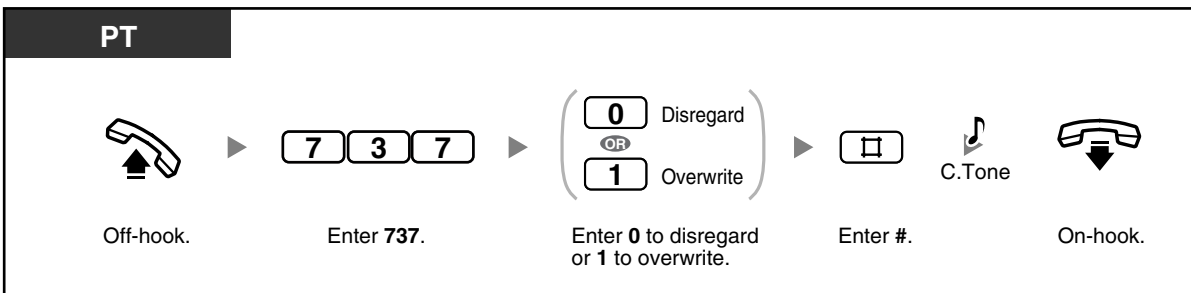 PT
7 3 7
0 Disregard
OR
1 Overwrite
#
C.Tone
Off-hook.
Enter 737.
Enter 0 to disregard
or 1 to overwrite.
Enter #.
On-hook.